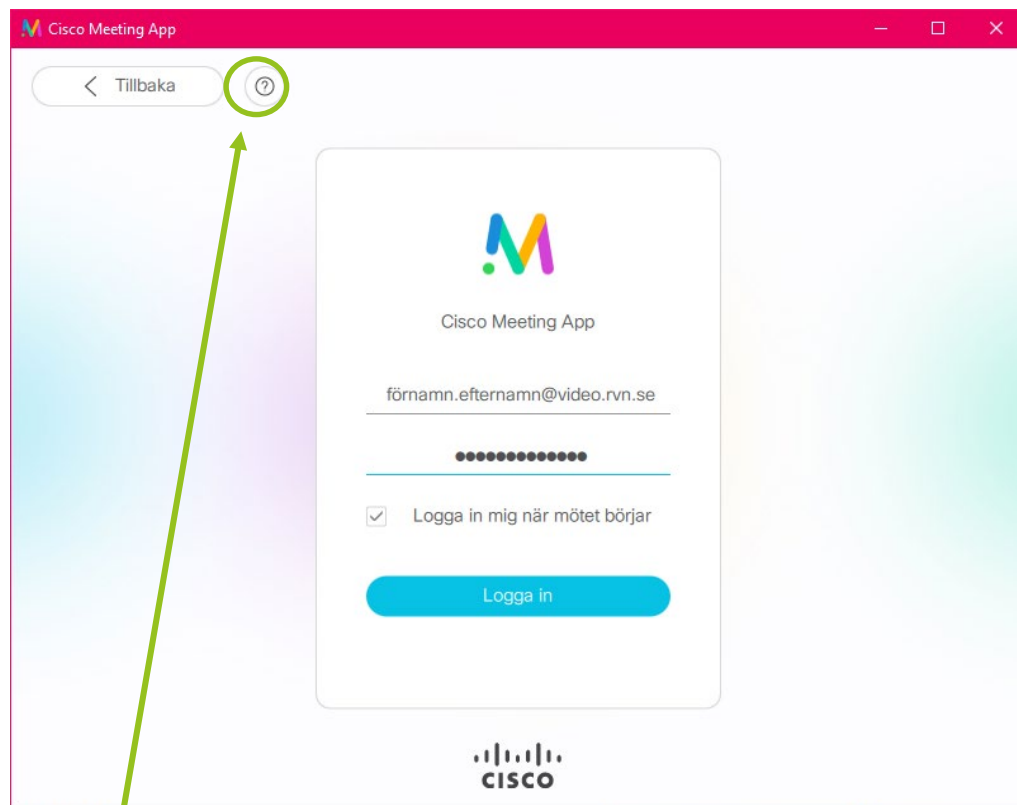 Cisco Meeting App
Tillbaka
Cisco Meeting App
förnamn.efternamn@video.rvn.se
●●●●●●●●●●●●●
Logga in mig när mötet börjar
Logga in
CISCO